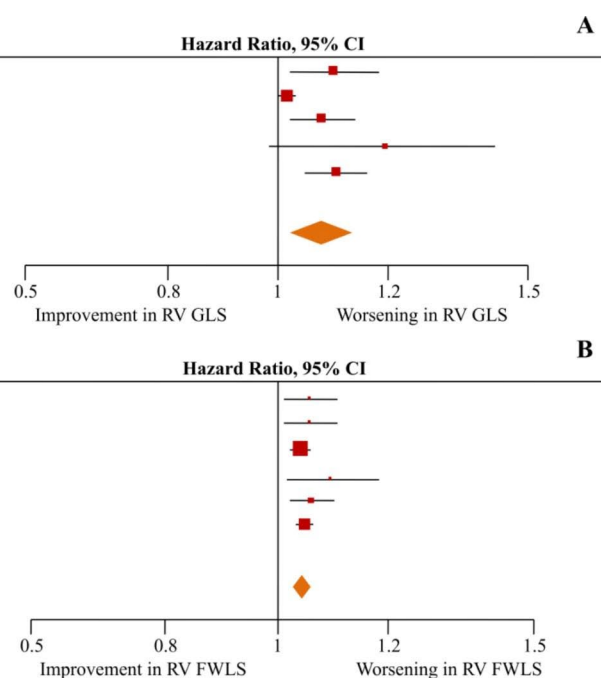 A
Hazard Ratio, 95% CI
0.5 0.8 1 1.2 1.5
Improvement in RV GLS Worsening in RV GLS
B
Hazard Ratio, 95% CI
0.5 0.8 1 1.2 1.5
Improvement in RV FWLS Worsening in RV FWLS